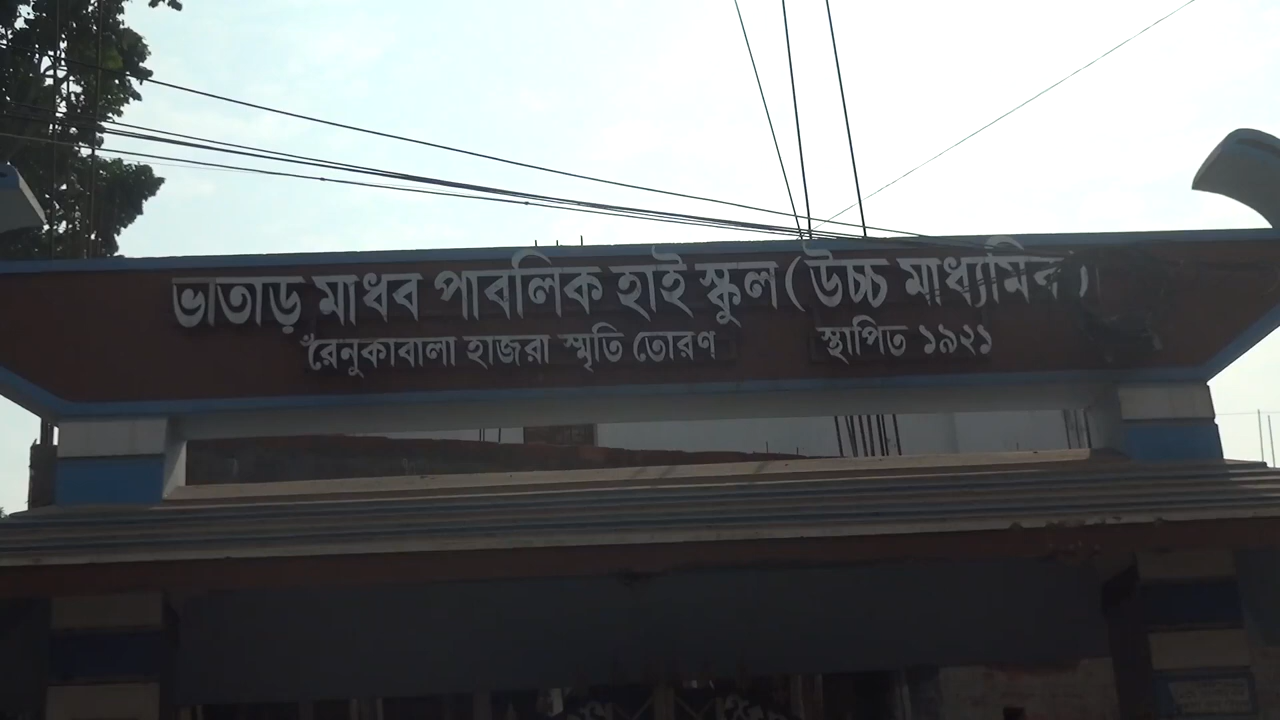 ভাতাড় মাধব পাবলিক হাই স্কুল (উচ্চ মাধ্যমিক)
রেনুকাবালা হাজরা স্মৃতি তোরণ স্থাপিত ১৯২১